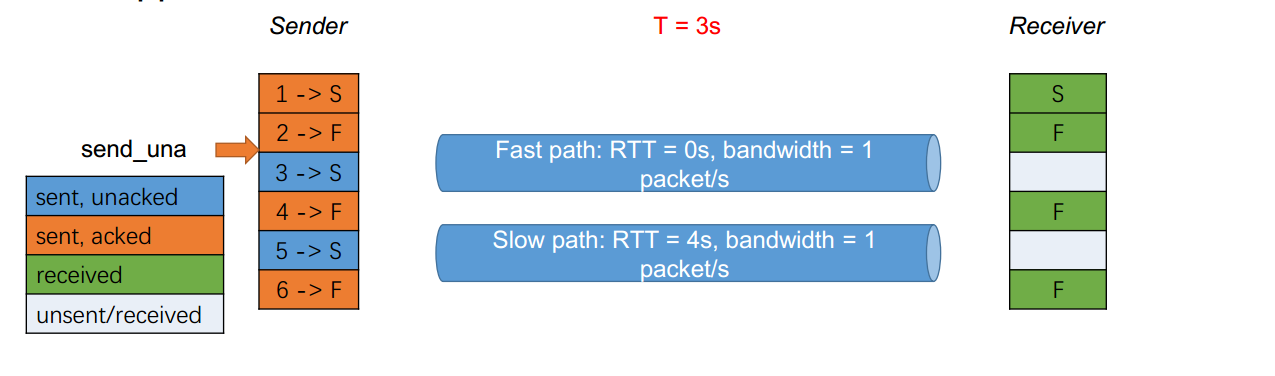 Sender
T = 3s
Receiver
1 -> S
2 -> F
3 -> S
4 -> F
5 -> S
6 -> F
send_una
sent, unacked
sent, acked
received
unsent/received
Fast path: RTT = 0s, bandwidth = 1
packet/s
Slow path: RTT = 4s, bandwidth = 1
packet/s
S
F
F
F